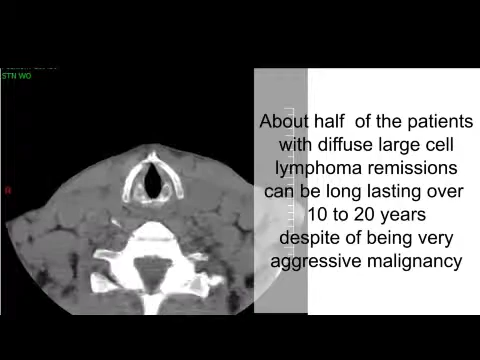 STN WO
About half of the patients
with diffuse large cell
lymphoma remissions
can be long lasting over
10 to 20 years
despite of being very
aggressive malignancy